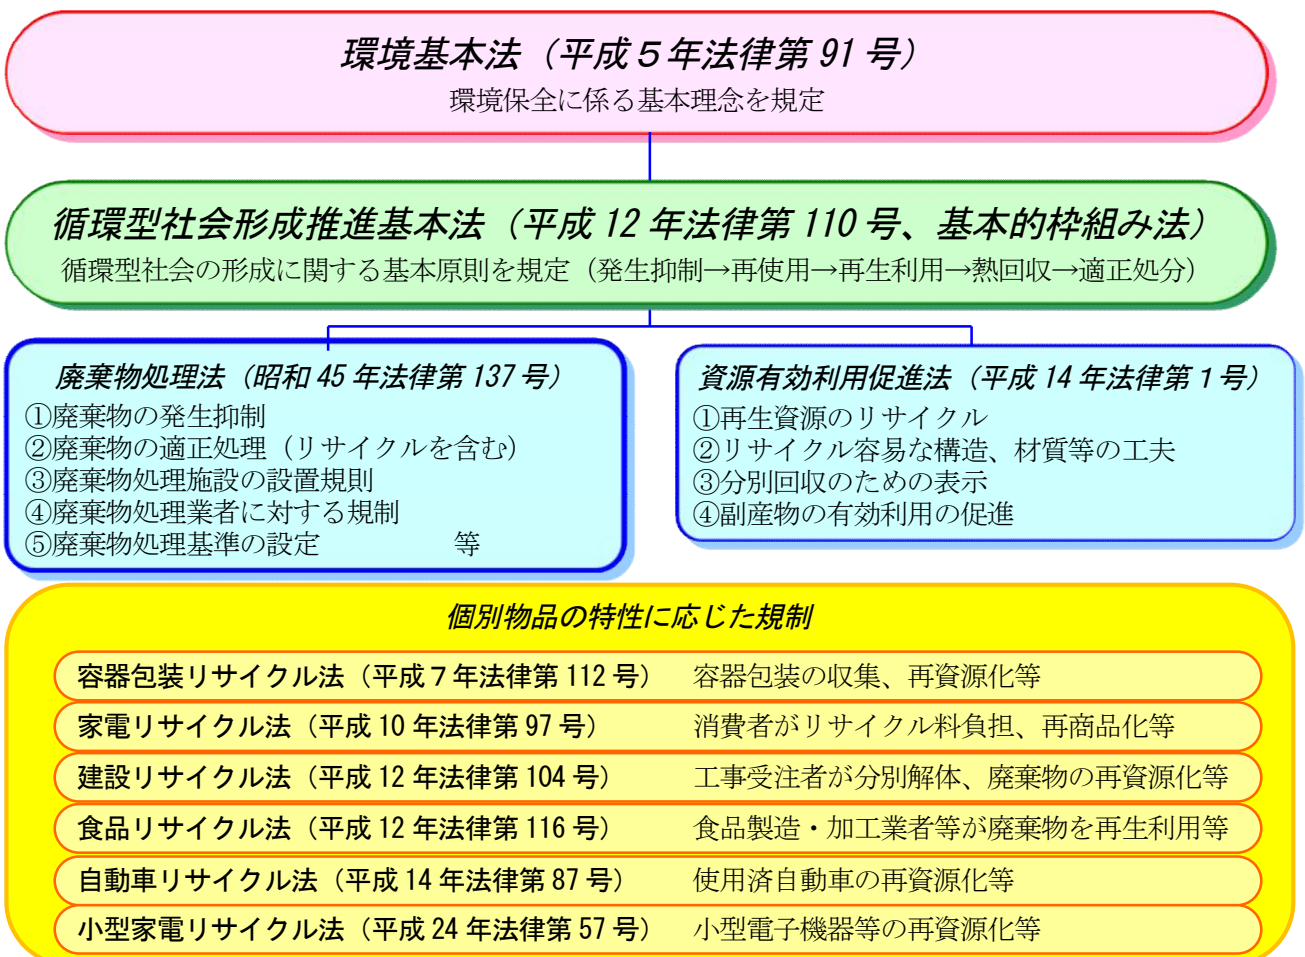 環境基本法（平成５年法律第 91 号）
環境保全に係る基本理念を規定
循環型社会形成推進基本法（平成 12 年法律第 110 号、基本的枠組み法）
循環型社会の形成に関する基本原則を規定（発生抑制→再使用→再生利用→熱回収→適正処分）
廃棄物処理法（昭和 45 年法律第 137 号）
①廃棄物の発生抑制
②廃棄物の適正処理（リサイクルを含む）
③廃棄物処理施設の設置規則
④廃棄物処理業者に対する規制
⑤廃棄物処理基準の設定　　　　　等
資源有効利用促進法（平成 14 年法律第１号）
①再生資源のリサイクル
②リサイクル容易な構造、材質等の工夫
③分別回収のための表示
④副産物の有効利用の促進
個別物品の特性に応じた規制
容器包装リサイクル法（平成７年法律第 112 号）　容器包装の収集、再資源化等
家電リサイクル法（平成 10 年法律第 97 号）　消費者がリサイクル料負担、再商品化等
建設リサイクル法（平成 12 年法律第 104 号）　工事受注者が分別解体、廃棄物の再資源化等
食品リサイクル法（平成 12 年法律第 116 号）　食品製造・加工業者等が廃棄物を再生利用等
自動車リサイクル法（平成 14 年法律第 87 号）　使用済自動車の再資源化等
小型家電リサイクル法（平成 24 年法律第 57 号）　小型電子機器等の再資源化等